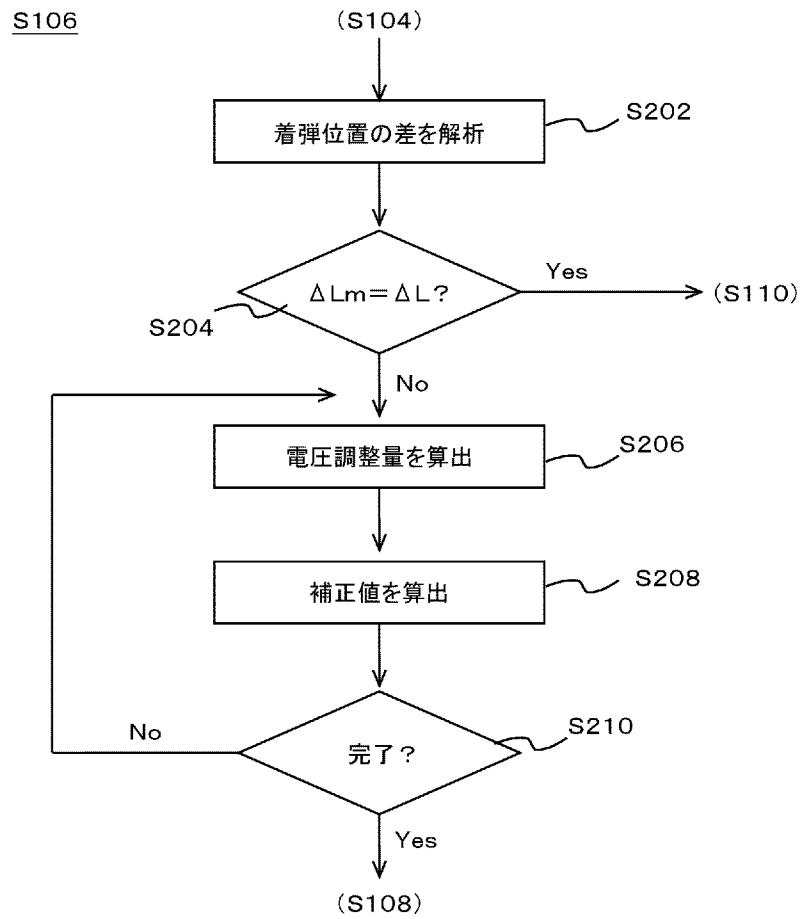 S106
(S104)
着弾位置の差を解析
S202
ΔLm=ΔL?
Yes
(S110)
S204
No
電圧調整量を算出
S206
補正値を算出
S208
No
完了?
S210
Yes
(S108)